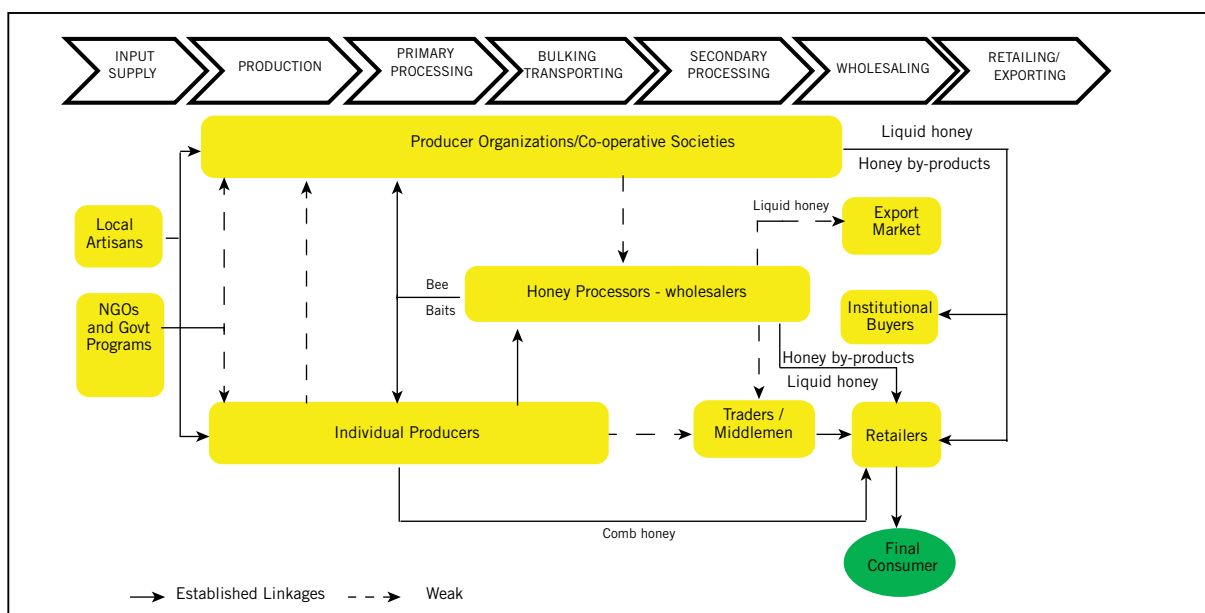 INPUT
SUPPLY
PRODUCTION
PRIMARY
PROCESSING
BULKING
TRANSPORTING
SECONDARY
PROCESSING
WHOLESALING
RETAILING/
EXPORTING
Producer Organizations/Co-operative Societies
Liquid honey
Honey by-products
Local
Artisans
Liquid honey
Export
Market
NGOs
and Govt
Programs
Bee
Baits
Honey Processors - wholesalers
Institutional
Buyers
Honey by-products
Liquid honey
Individual Producers
Traders /
Middlemen
Retailers
Comb honey
Final
Consumer
Established Linkages
Weak